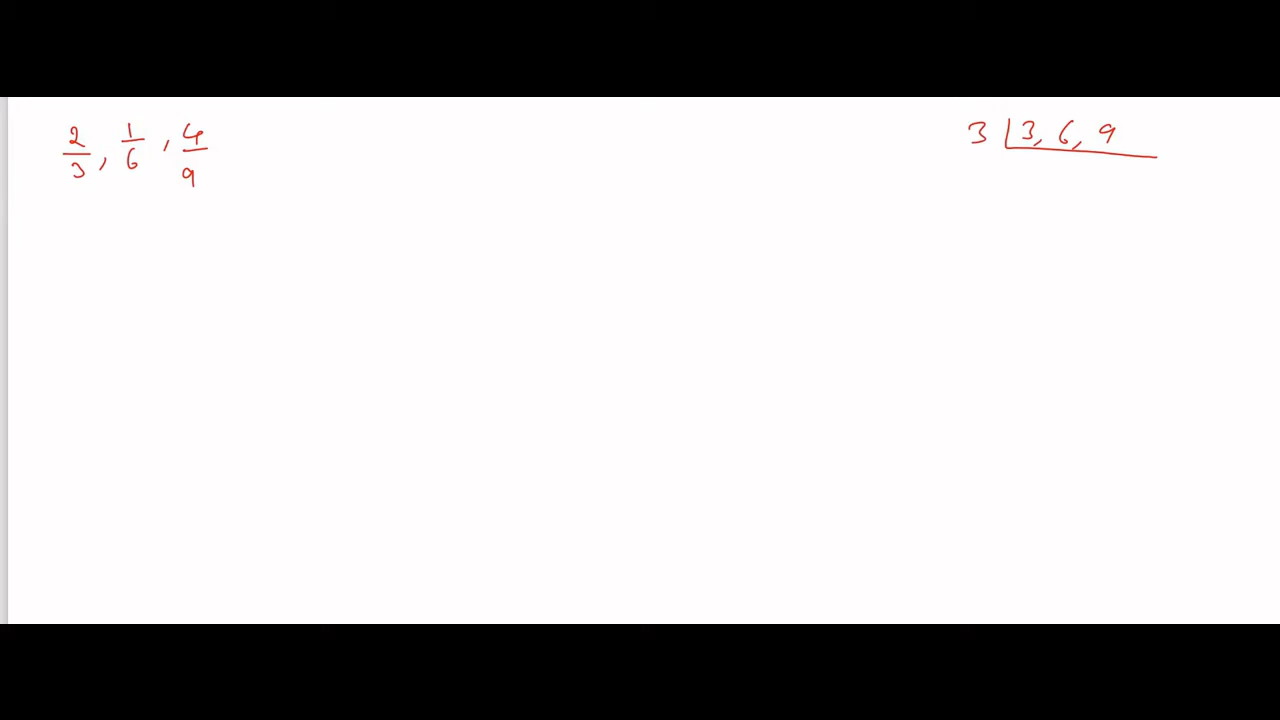 2/3, 1/6, 4/9
3 | 3, 6, 9